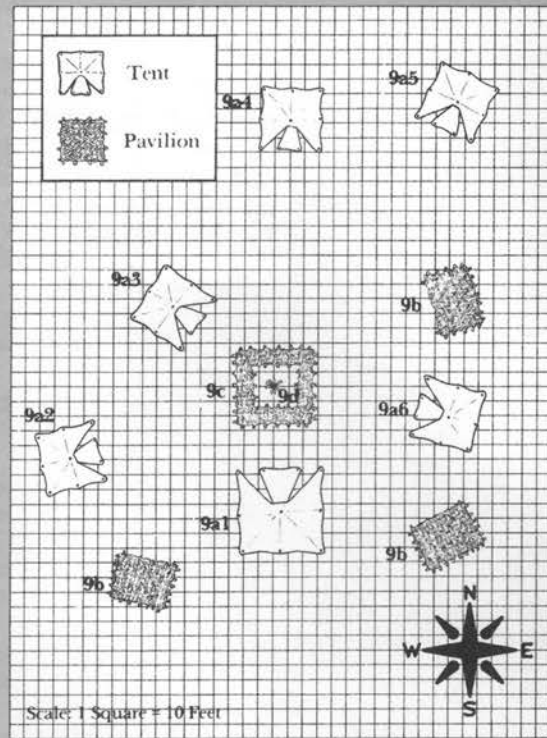 Tent
Pavilion
9a4
9a5
9a3
9b
9c
9d
9a6
9a2
9a1
9b
9b
N
W E
S
Scale: 1 Square = 10 Feet